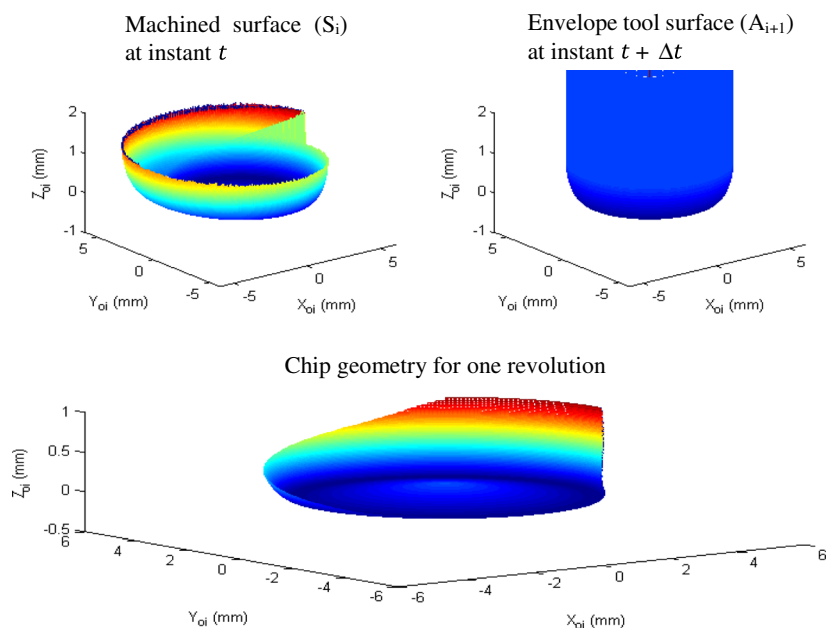 Machined surface (Sᵢ)
at instant t
Envelope tool surface (Aᵢ₊₁)
at instant t + Δt
2
1
0
-1
Z_oi (mm)
5
0
-5
Y_oi (mm)
-5
0
5
X_oi (mm)
2
1
0
-1
Z_oi (mm)
5
0
-5
Y_oi (mm)
-5
0
5
X_oi (mm)
Chip geometry for one revolution
1
0.5
0
-0.5
Z_oi (mm)
6
4
2
0
-2
-4
-6
Y_oi (mm)
-6
-4
-2
0
2
4
6
X_oi (mm)